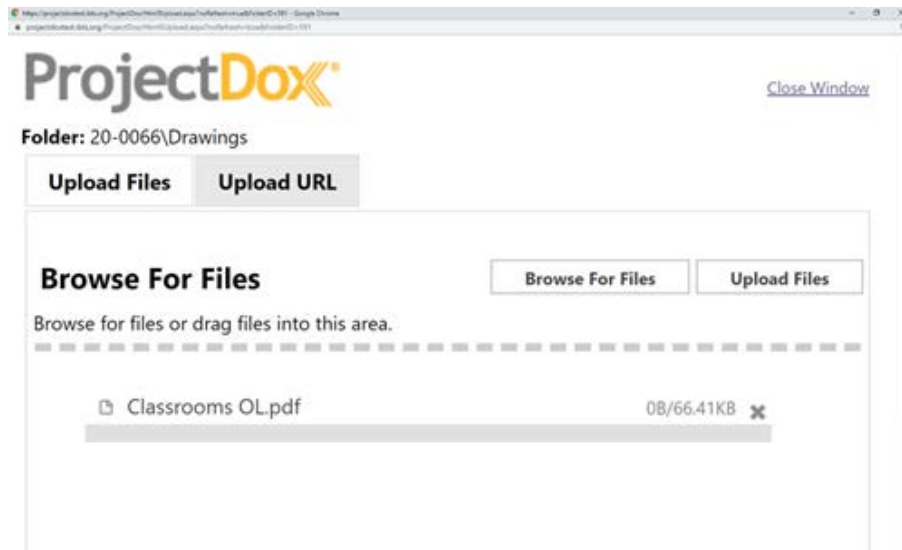 ProjectDox
Close Window
Folder: 20-0066\Drawings
Upload Files Upload URL
Browse For Files
Browse For Files Upload Files
Browse for files or drag files into this area.
Classrooms OL.pdf 0B/66.41KB